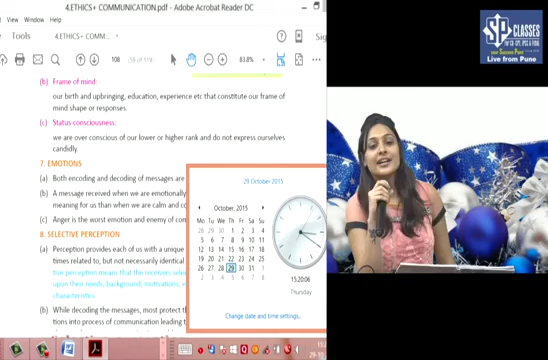 4.ETHICS+ COMMUNICATION.pdf - Adobe Acrobat Reader DC
View Window Help
Tools
4.ETHICS+ COMM...
108
(59 of 119)
83.8%
(b) Frame of mind:
our birth and upbringing, education, experience etc that constitute our frame of
mind shape or responses.
(c) Status-consciousness:
we are over conscious of our lower or higher rank and do not express ourselves
candidly.
7. EMOTIONS
(a) Both encoding and decoding of messages are
(b) A message received when we are emotionally
meaning for us than when we are calm and
(c) Anger is the worst emotion and enemy of
8. SELECTIVE PERCEPTION
(a) Perception provides each of us with a unique
times related to, but not necessarily identical
tive perception means that the receivers
upon their needs, background, motivations,
characteristics
(b) While decoding the messages, most protect
tions into process of communication leading
29 October 2015
October, 2015
Mo Tu We Th Fr Sa Su
28 29 30 1 2 3 4
5 6 7 8 9 10 11
12 13 14 15 16 17 18
19 20 21 22 23 24 25
26 27 28 29 30 31 1
2 3 4 5 6 7 8
15:20:06
Thursday
Change date and time settings...
SP CLASSES
FOR CA, CPT, IPCC & FINAL
your Success Point
Live from Pune